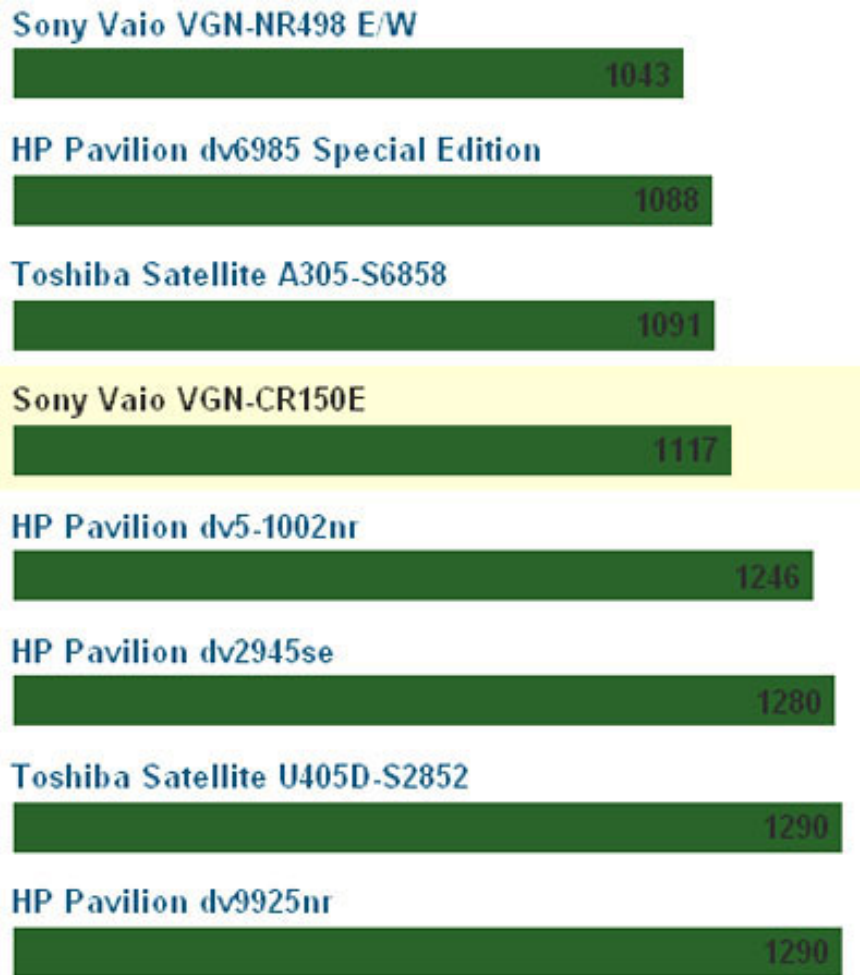 Sony Vaio VGN-NR498 E/W
1043
HP Pavilion dv6985 Special Edition
1088
Toshiba Satellite A305-S6858
1091
Sony Vaio VGN-CR150E
1117
HP Pavilion dv5-1002nr
1246
HP Pavilion dv2945se
1280
Toshiba Satellite U405D-S2852
1290
HP Pavilion dv9925nr
1290